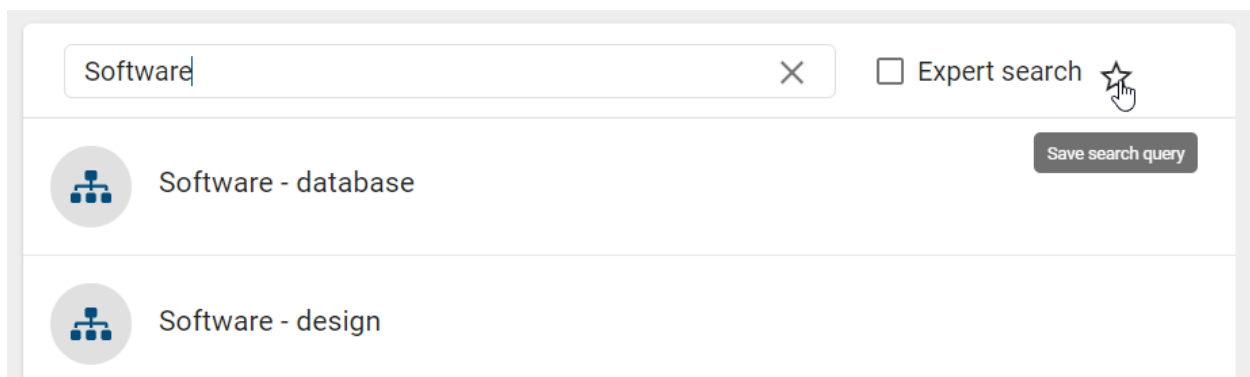 Software
Expert search
Save search query
Software - database
Software - design